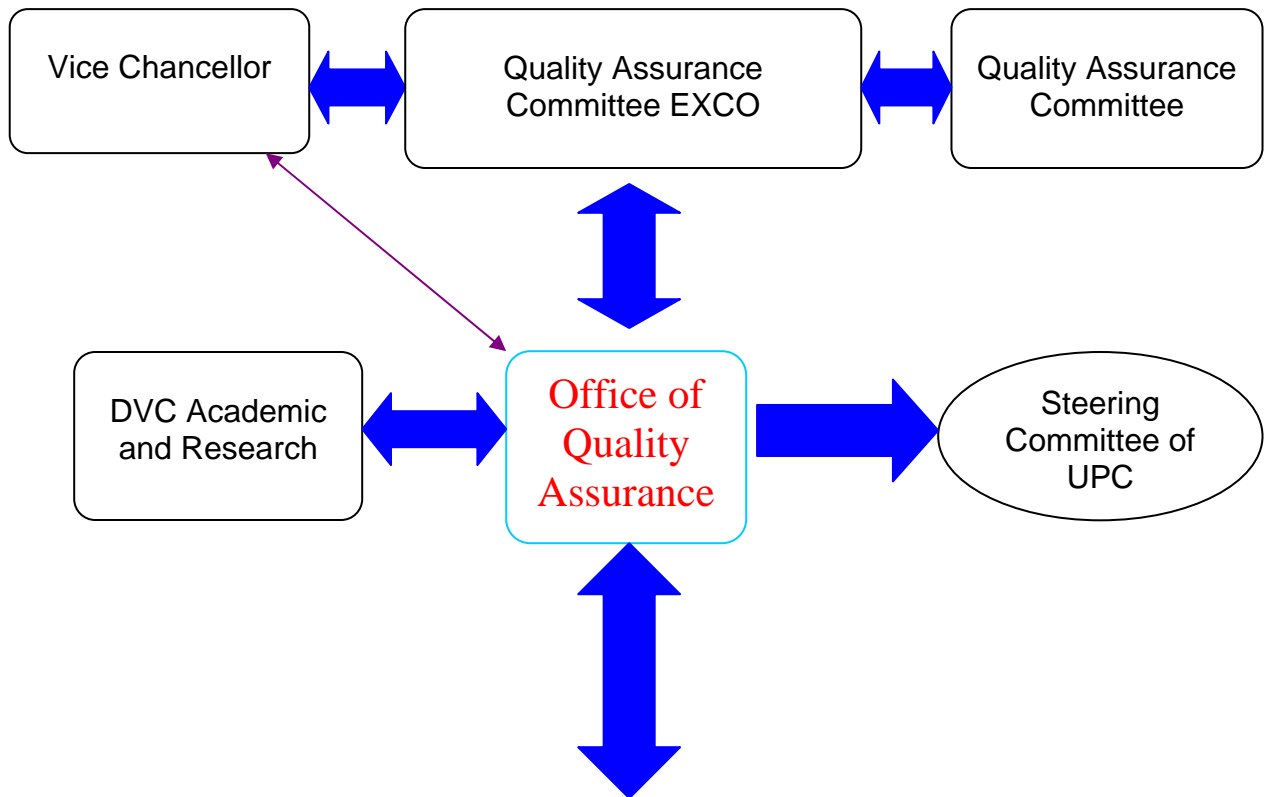 Vice Chancellor
Quality Assurance
Committee EXCO
Quality Assurance
Committee
DVC Academic
and Research
Office of
Quality
Assurance
Steering
Committee of
UPC